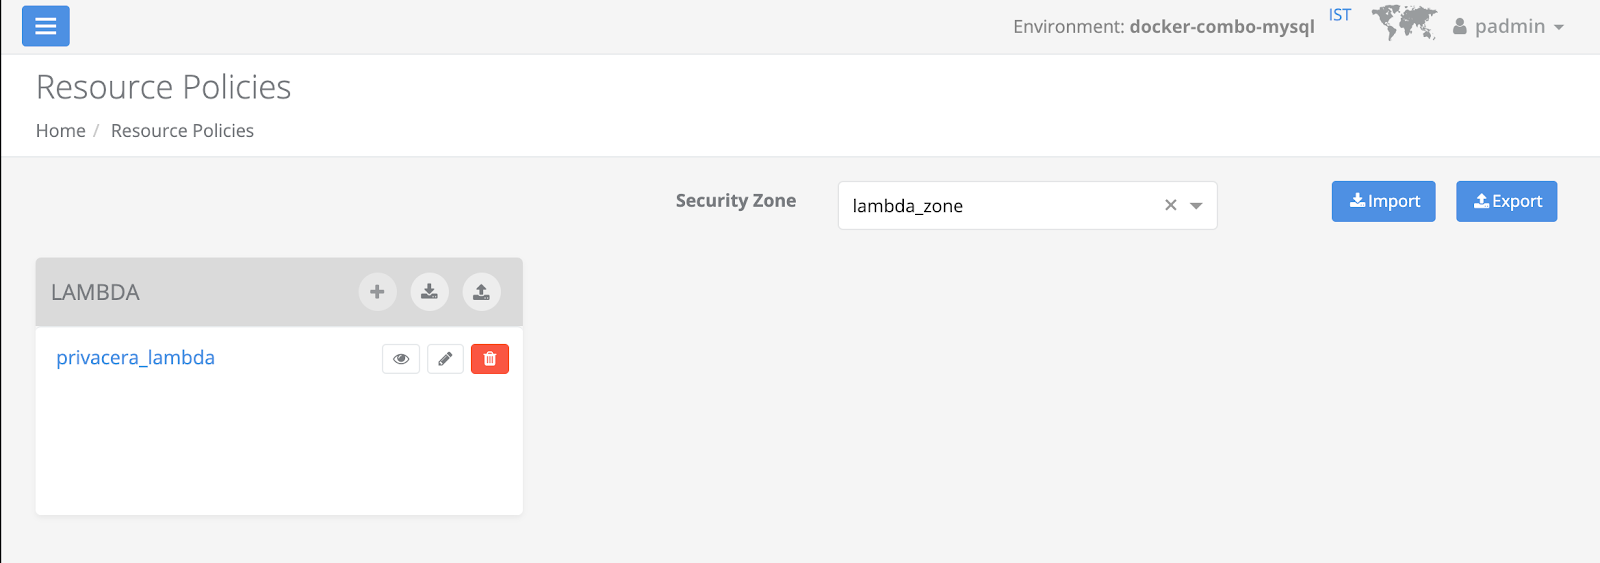 Environment: docker-combo-mysql IST padmin
Resource Policies
Home / Resource Policies
Security Zone lambda_zone Import Export
LAMBDA
privacera_lambda